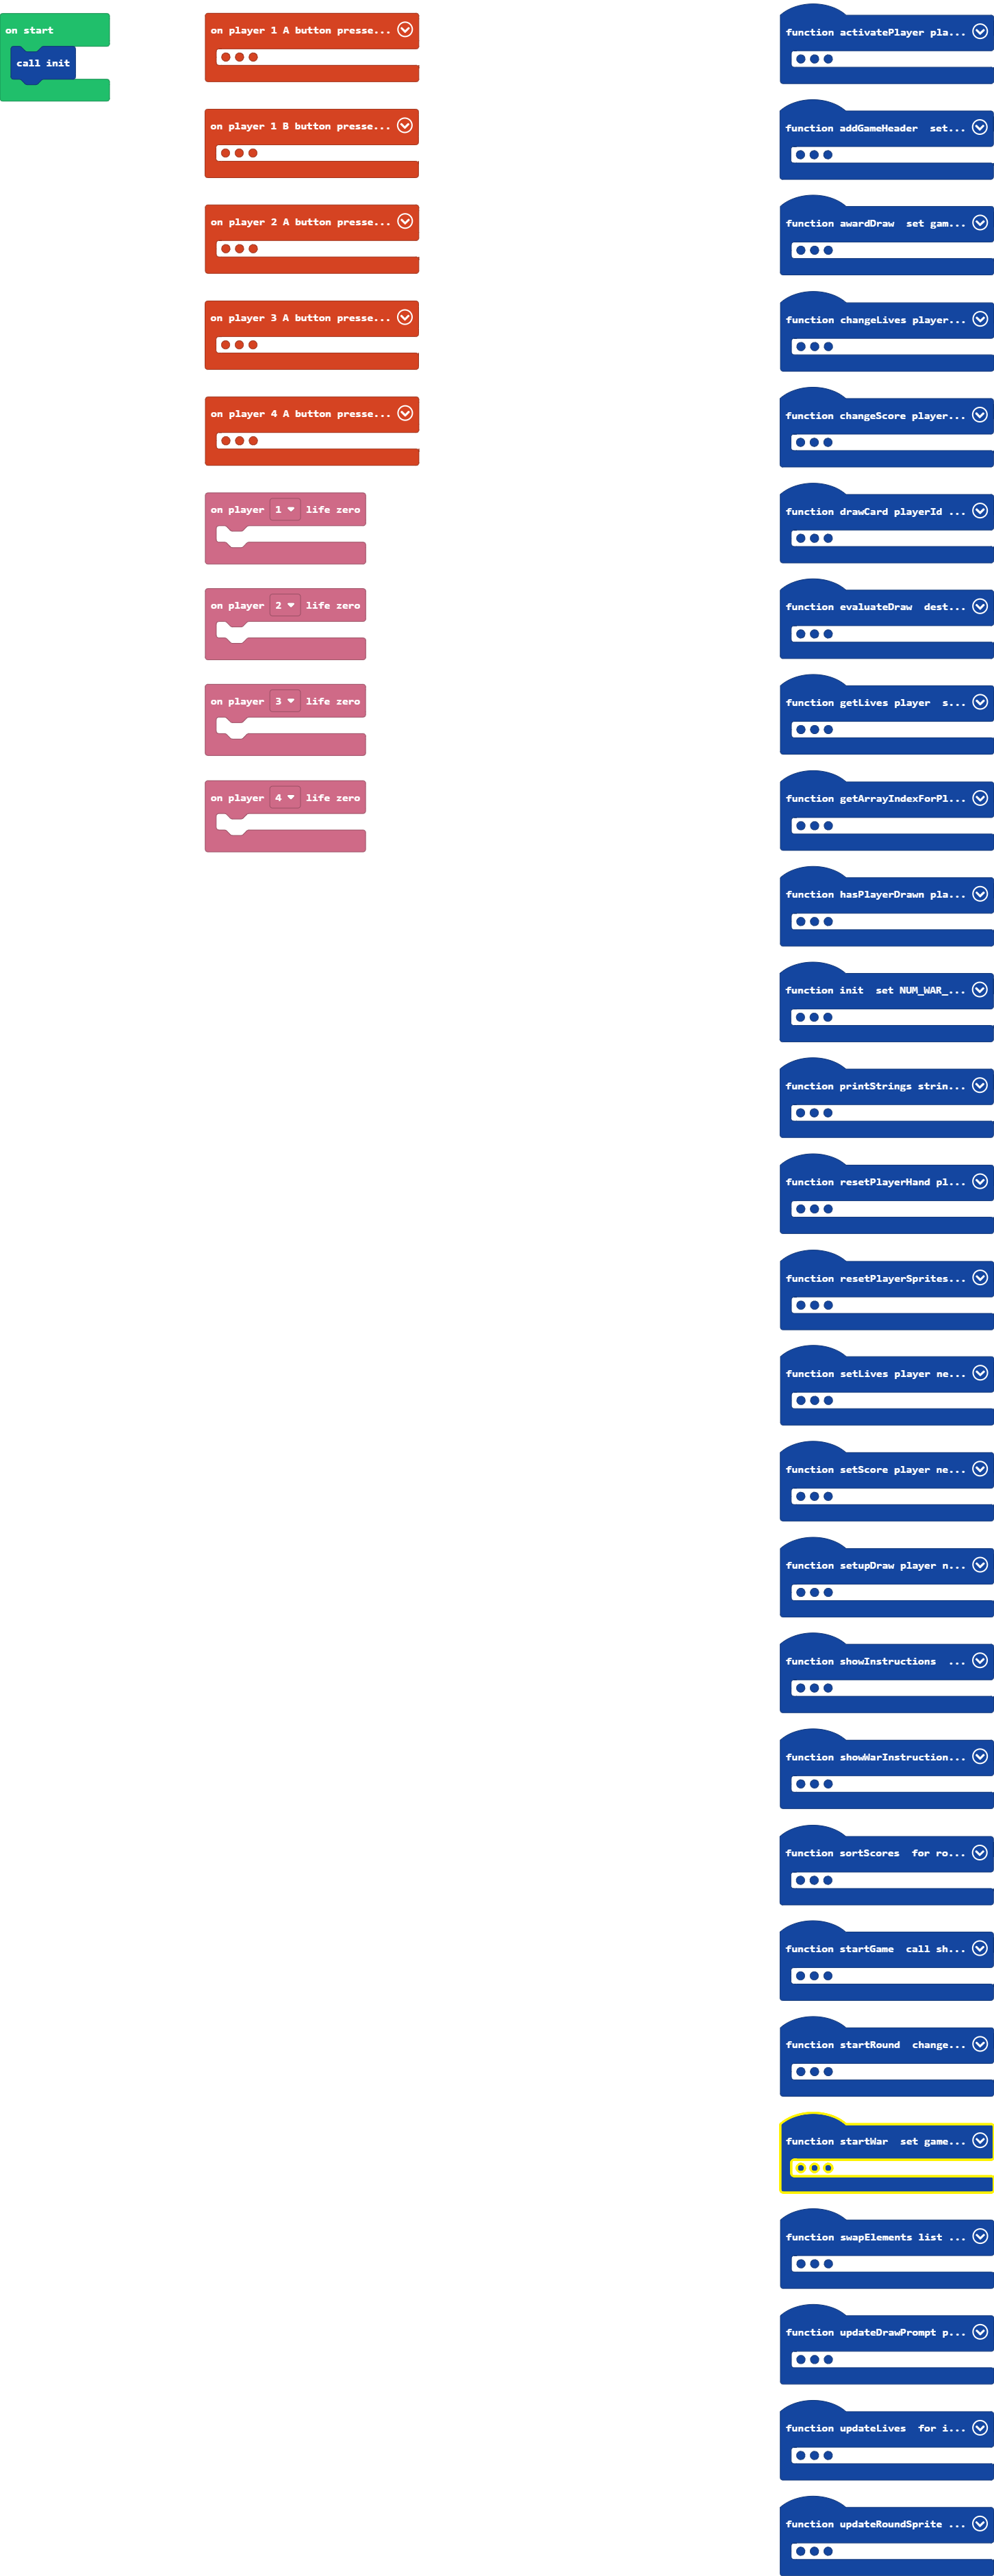 on start
call init
on player 1 A button presse...
on player 1 B button presse...
on player 2 A button presse...
on player 3 A button presse...
on player 4 A button presse...
on player 1 life zero
on player 2 life zero
on player 3 life zero
on player 4 life zero
function activatePlayer pla...
function addGameHeader set...
function awardDraw set gam...
function changeLives player...
function changeScore player...
function drawCard playerId ...
function evaluateDraw dest...
function getLives player s...
function getArrayIndexForPl...
function hasPlayerDrawn pla...
function init set NUM_WAR_...
function printStrings strin...
function resetPlayerHand pl...
function resetPlayerSprites...
function setLives player ne...
function setScore player ne...
function setupDraw player n...
function showInstructions ...
function showWarInstruction...
function sortScores for ro...
function startGame call sh...
function startRound change...
function startWar set game...
function swapElements list ...
function updateDrawPrompt p...
function updateLives for i...
function updateRoundSprite ...